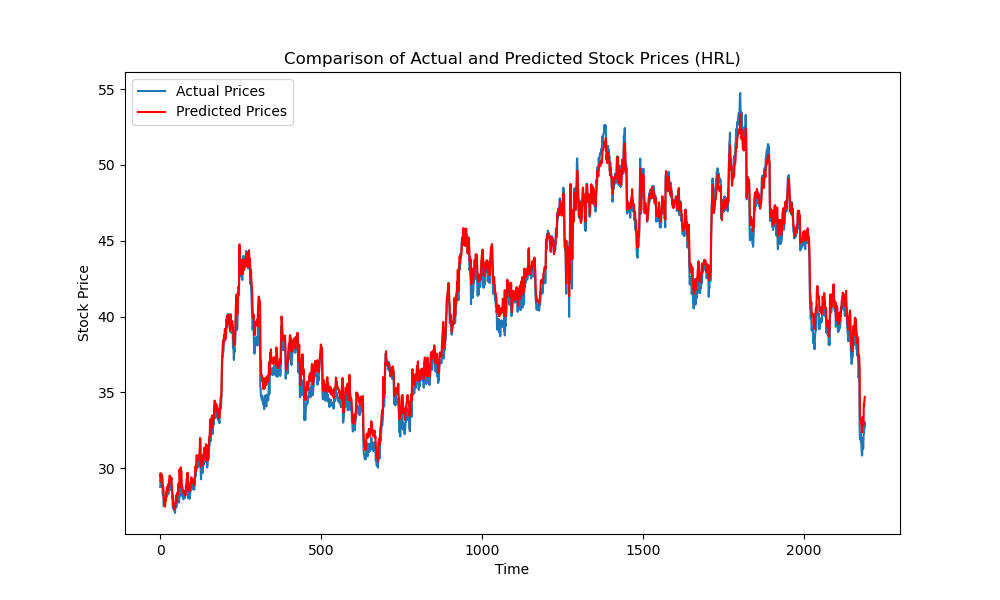 Comparison of Actual and Predicted Stock Prices (HRL)
Actual Prices
Predicted Prices
55
50
45
40
35
30
Stock Price
0 500 1000 1500 2000
Time